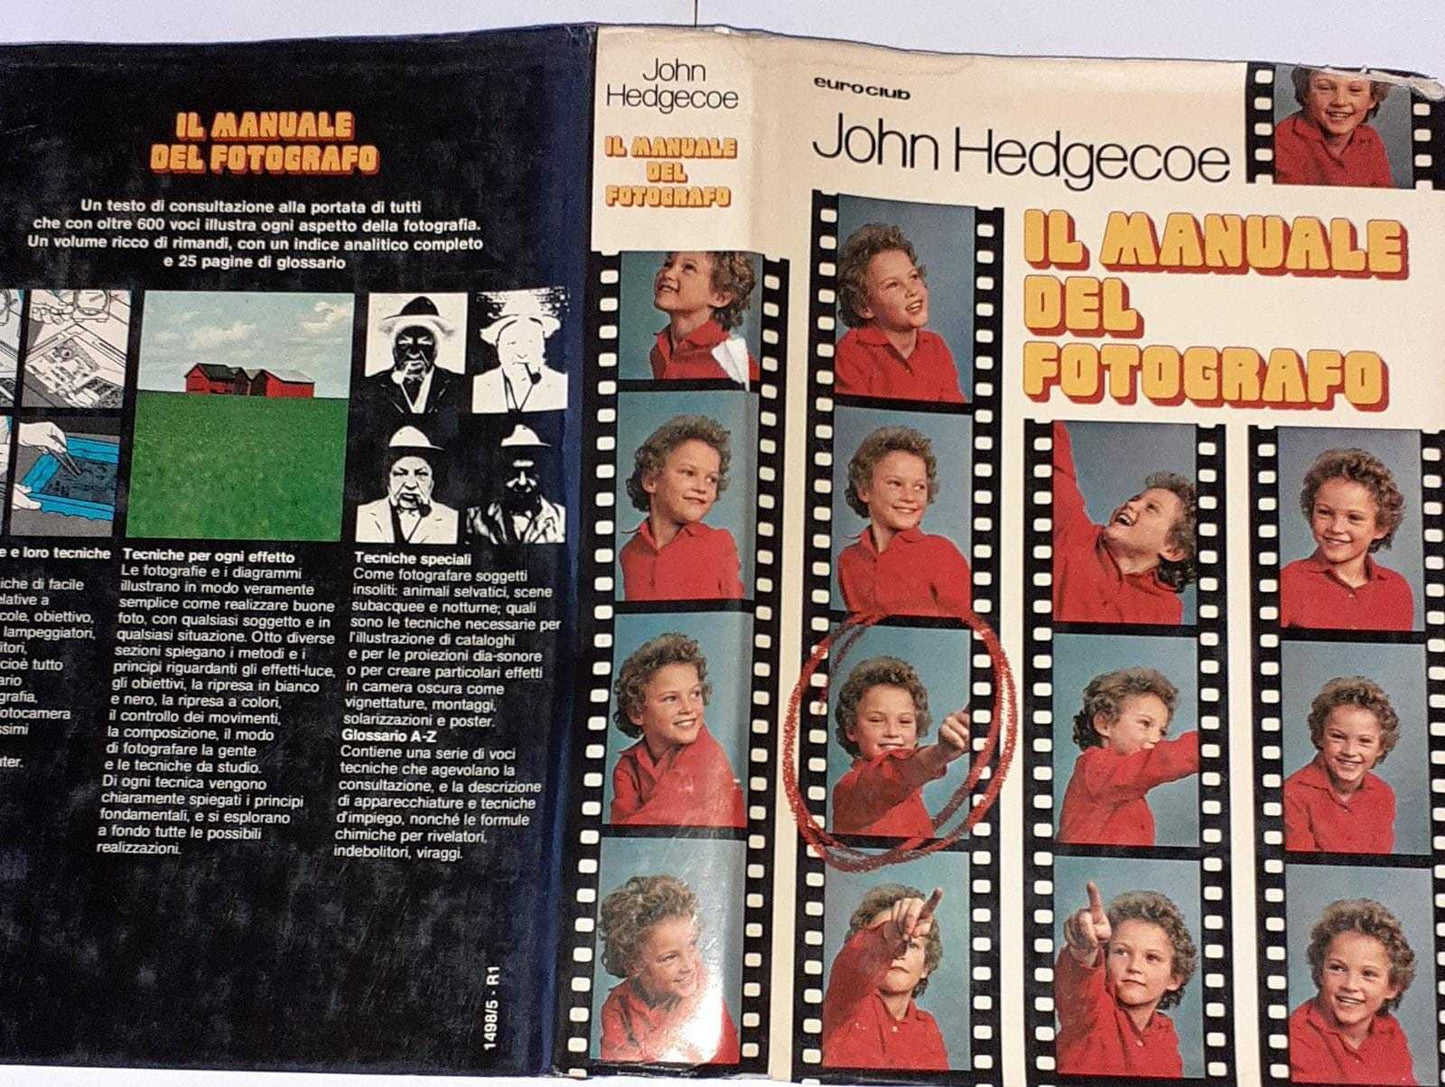 IL MANUALE
DEL FOTOGRAFO
Un testo di consultazione alla portata di tutti
che con oltre 600 voci illustra ogni aspetto della fotografia.
Un volume ricco di rimandi, con un indice analitico completo
e 25 pagine di glossario
e loro tecniche
di facile
a
obiettivo,
lampeggiatori,
cioè tutto
Tecniche per ogni effetto
Le fotografie e i diagrammi
illustrano in modo veramente
semplice come realizzare buone
foto, con qualsiasi soggetto e in
qualsiasi situazione. Otto diverse
sezioni spiegano i metodi e i
principi riguardanti gli effetti-luce,
gli obiettivi, la ripresa in bianco
e nero, la ripresa a colori,
il controllo dei movimenti,
la composizione, il modo
di fotografare la gente
e le tecniche da studio.
Di ogni tecnica vengono
chiaramente spiegati i principi
fondamentali, e si esplorano
a fondo tutte le possibili
realizzazioni.
Tecniche speciali
Come fotografare soggetti
insoliti: animali selvatici, scene
subacquee e notturne; quali
sono le tecniche necessarie per
l'illustrazione di cataloghi
e per le proiezioni dia-sonore
o per creare particolari effetti
in camera oscura come
vignettature, montaggi,
solarizzazioni e poster.
Glossario A-Z
Contiene una serie di voci
tecniche che agevolano la
consultazione, e la descrizione
di apparecchiature e tecniche
d'impiego, nonché le formule
chimiche per rivelatori,
indebolitori, viraggi.
1498/5 - R1
John
Hedgecoe
IL MANUALE
DEL
FOTOGRAFO
euroclub
John Hedgecoe
IL MANUALE
DEL
FOTOGRAFO